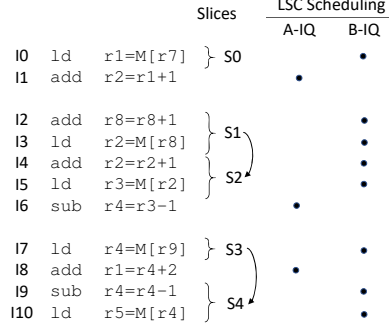 Slices LSC Scheduling
A-IQ B-IQ
I0 ld r1=M[r7] } S0
I1 add r2=r1+1
I2 add r8=r8+1
S1
I3 ld r2=M[r8]
I4 add r2=r2+1
S2
I5 ld r3=M[r2]
I6 sub r4=r3-1
I7 ld r4=M[r9] } S3
I8 add r1=r4+2
I9 sub r4=r4-1
S4
I10 ld r5=M[r4]